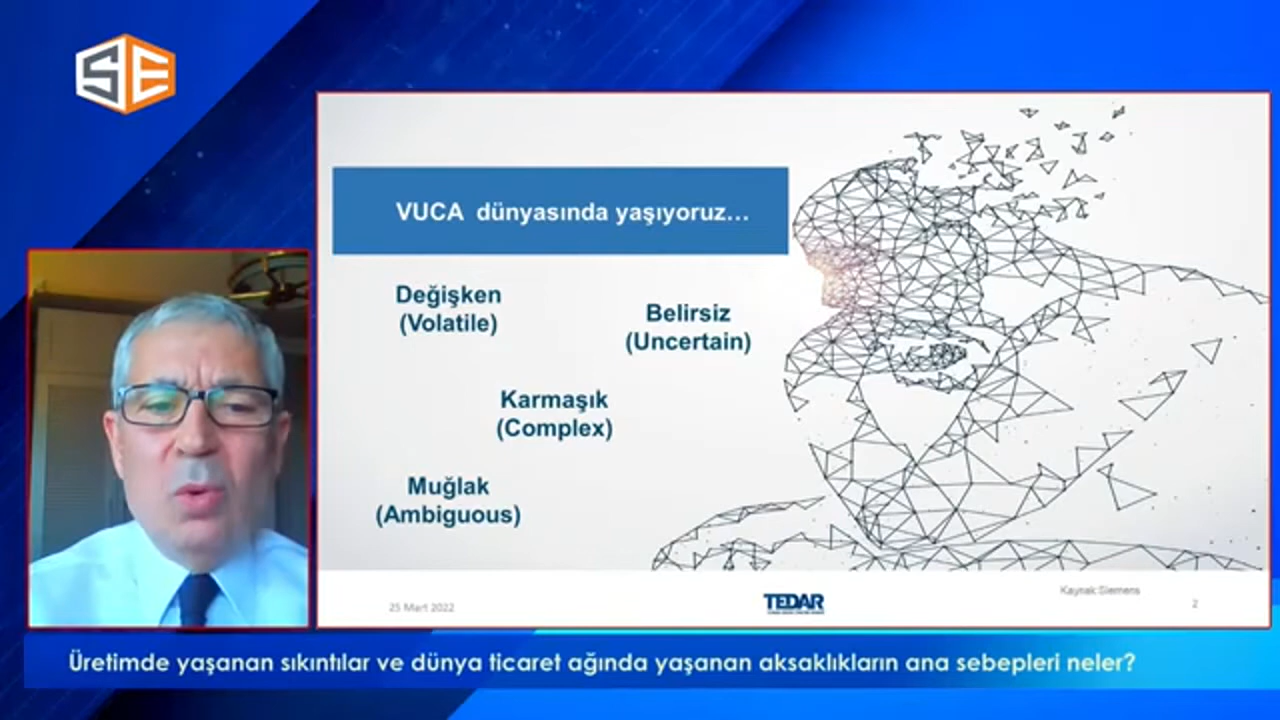 SE
VUCA dünyasında yaşıyoruz…
Değişken
(Volatile)
Belirsiz
(Uncertain)
Karmaşık
(Complex)
Muğlak
(Ambiguous)
25 Mart 2022
TEDAR
Kaynak Siemens
2
Üretimde yaşanan sıkıntılar ve dünya ticaret ağında yaşanan aksaklıkların ana sebepleri neler?